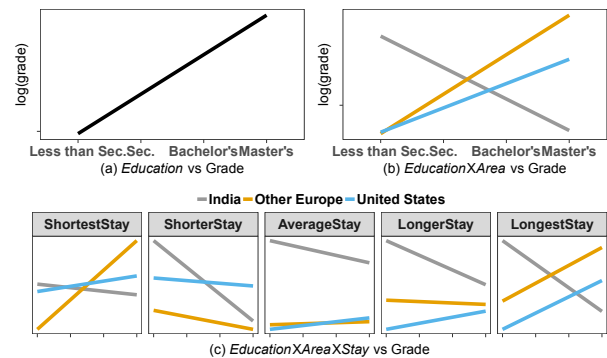 log(grade)
Less than Sec.Sec. Bachelor's Master's
(a) Education vs Grade
log(grade)
Less than Sec.Sec. Bachelor's Master's
(b) EducationXArea vs Grade
India Other Europe United States
ShortestStay ShorterStay AverageStay LongerStay LongestStay
(c) EducationXAreaXStay vs Grade